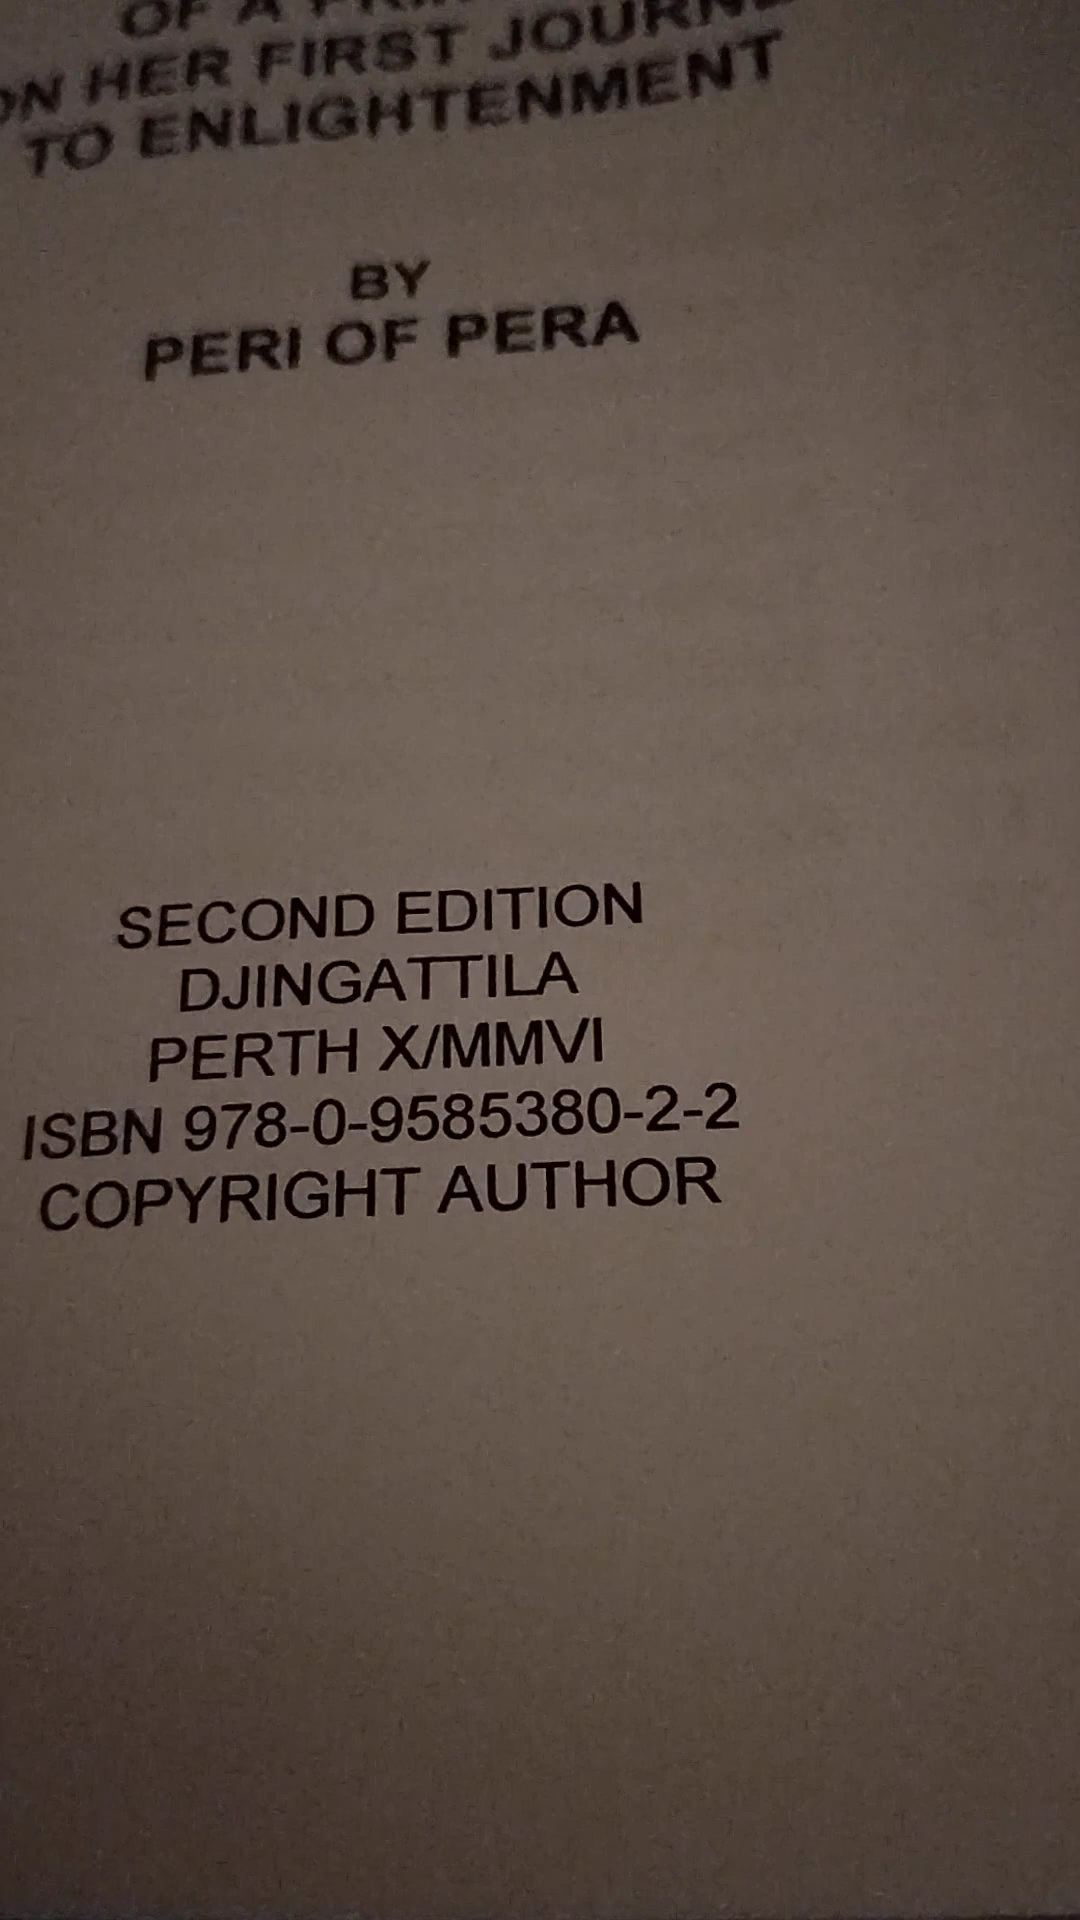 OF A
ON HER FIRST
TO ENLIGHTENMENT
BY
PERI OF PERA
SECOND EDITION
DJINGATTILA
PERTH X/MMVI
ISBN 978-0-9585380-2-2
COPYRIGHT AUTHOR